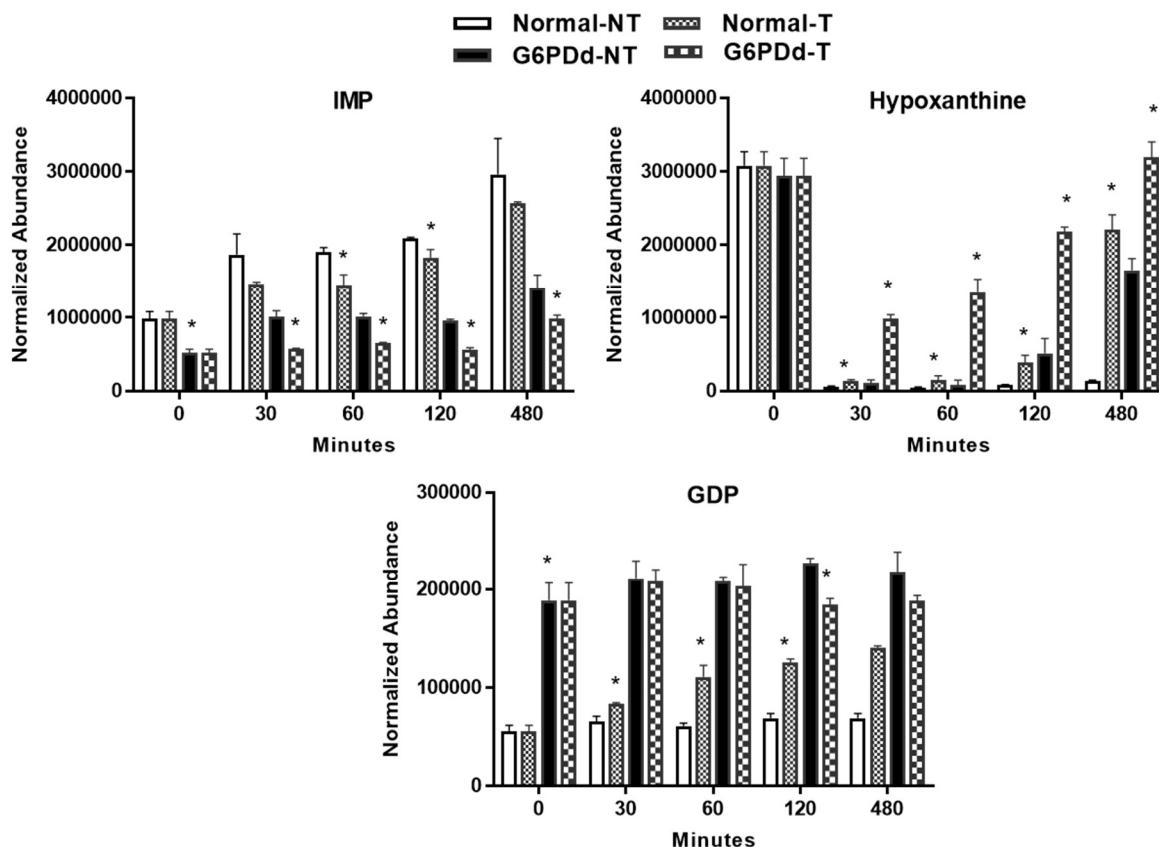 Normal-NT Normal-T
G6PDd-NT G6PDd-T
IMP
Normalized Abundance
4000000
3000000
2000000
1000000
0
* * * * * * *
0 30 60 120 480
Minutes
Hypoxanthine
Normalized Abundance
4000000
3000000
2000000
1000000
0
* * * * * * * *
0 30 60 120 480
Minutes
GDP
Normalized Abundance
300000
200000
100000
0
* * * * *
0 30 60 120 480
Minutes